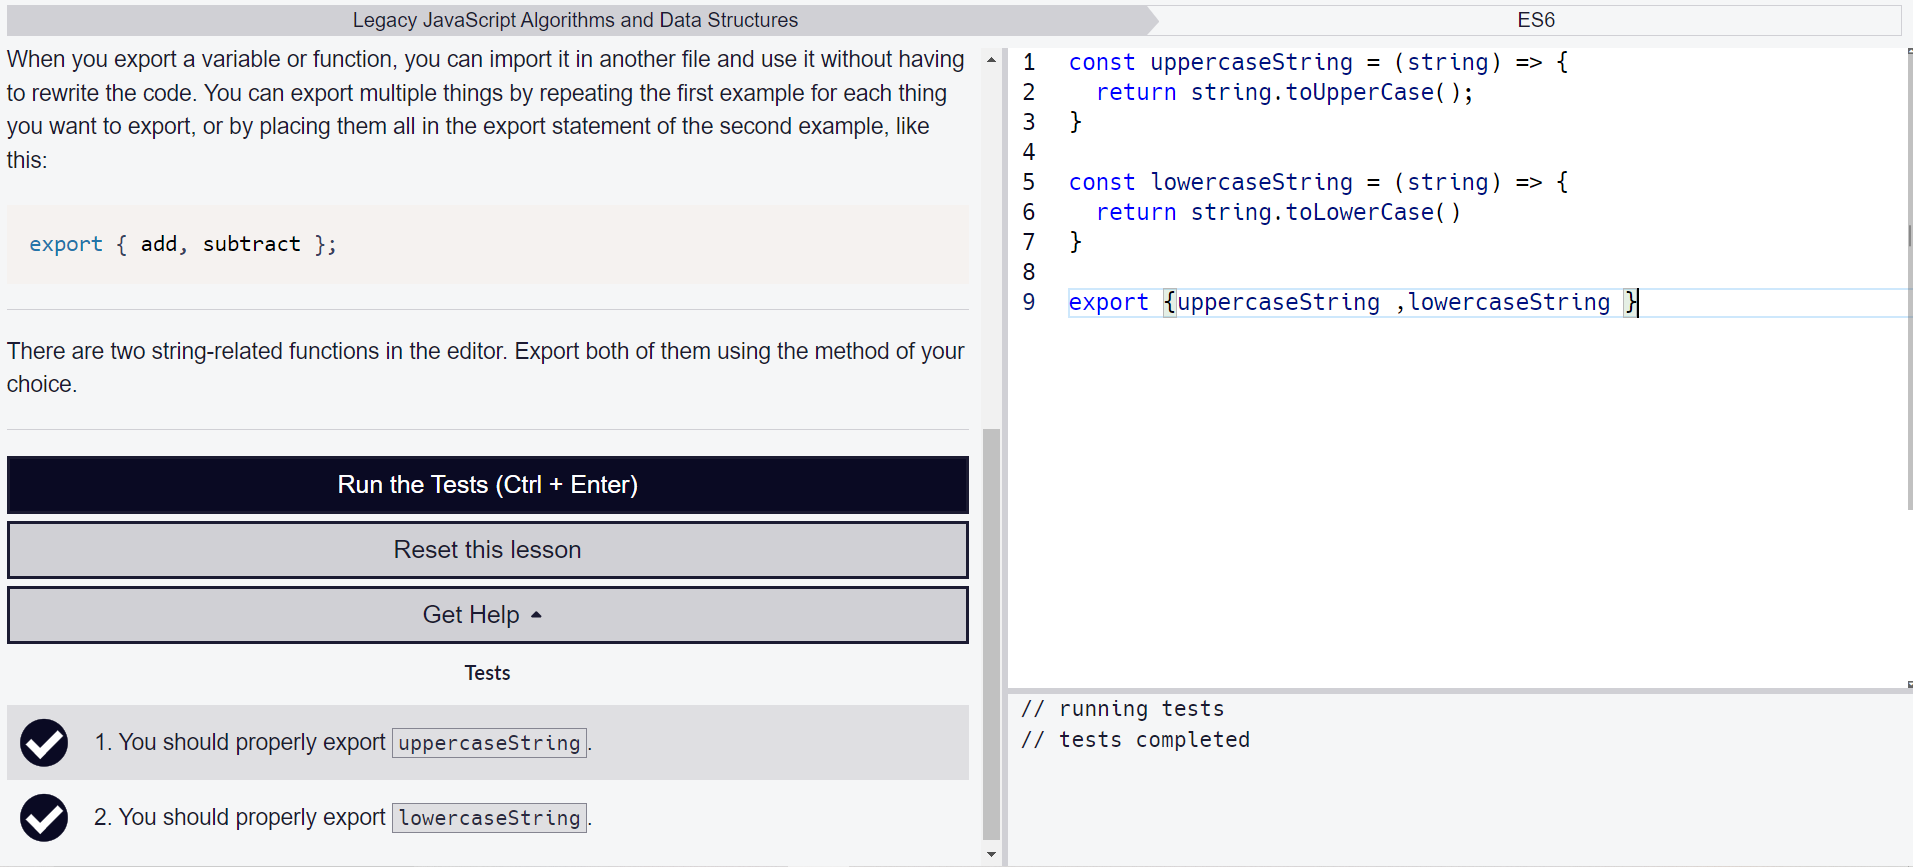 Legacy JavaScript Algorithms and Data Structures
ES6
When you export a variable or function, you can import it in another file and use it without having
to rewrite the code. You can export multiple things by repeating the first example for each thing
you want to export, or by placing them all in the export statement of the second example, like
this:
export { add, subtract };
There are two string-related functions in the editor. Export both of them using the method of your
choice.
Run the Tests (Ctrl + Enter)
Reset this lesson
Get Help
Tests
1. You should properly export uppercaseString.
2. You should properly export lowercaseString.
1 const uppercaseString = (string) => {
2   return string.toUpperCase();
3 }
4
5 const lowercaseString = (string) => {
6   return string.toLowerCase()
7 }
8
9 export {uppercaseString ,lowercaseString }
// running tests
// tests completed